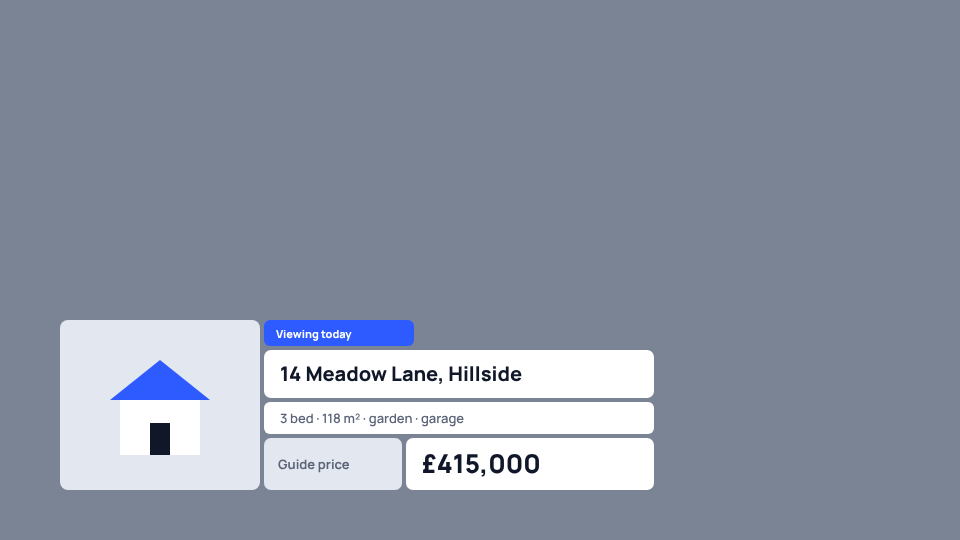 Viewing today
14 Meadow Lane, Hillside
3 bed · 118 m² · garden · garage
Guide price
£415,000